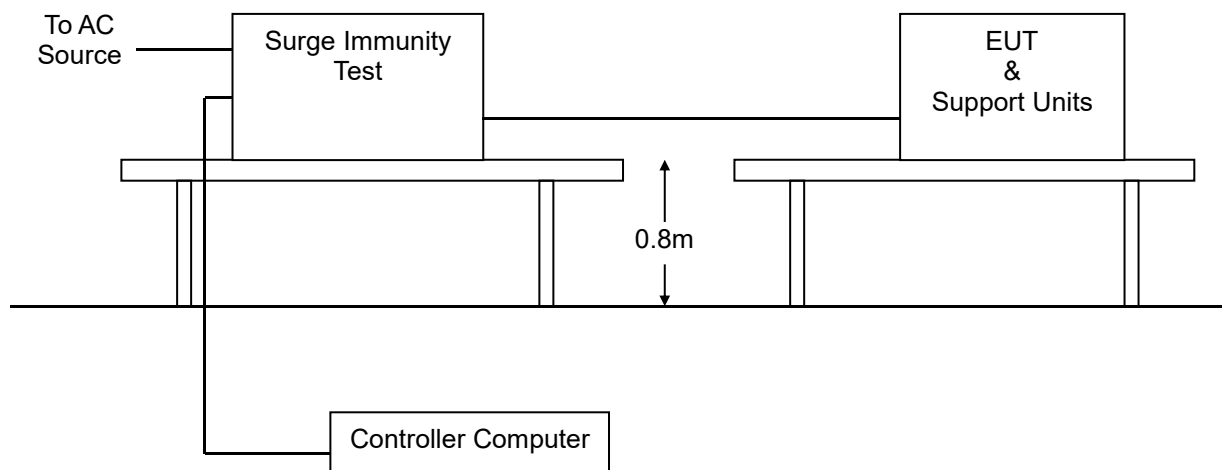 To AC
Source
Surge Immunity
Test
EUT
&
Support Units
0.8m
Controller Computer